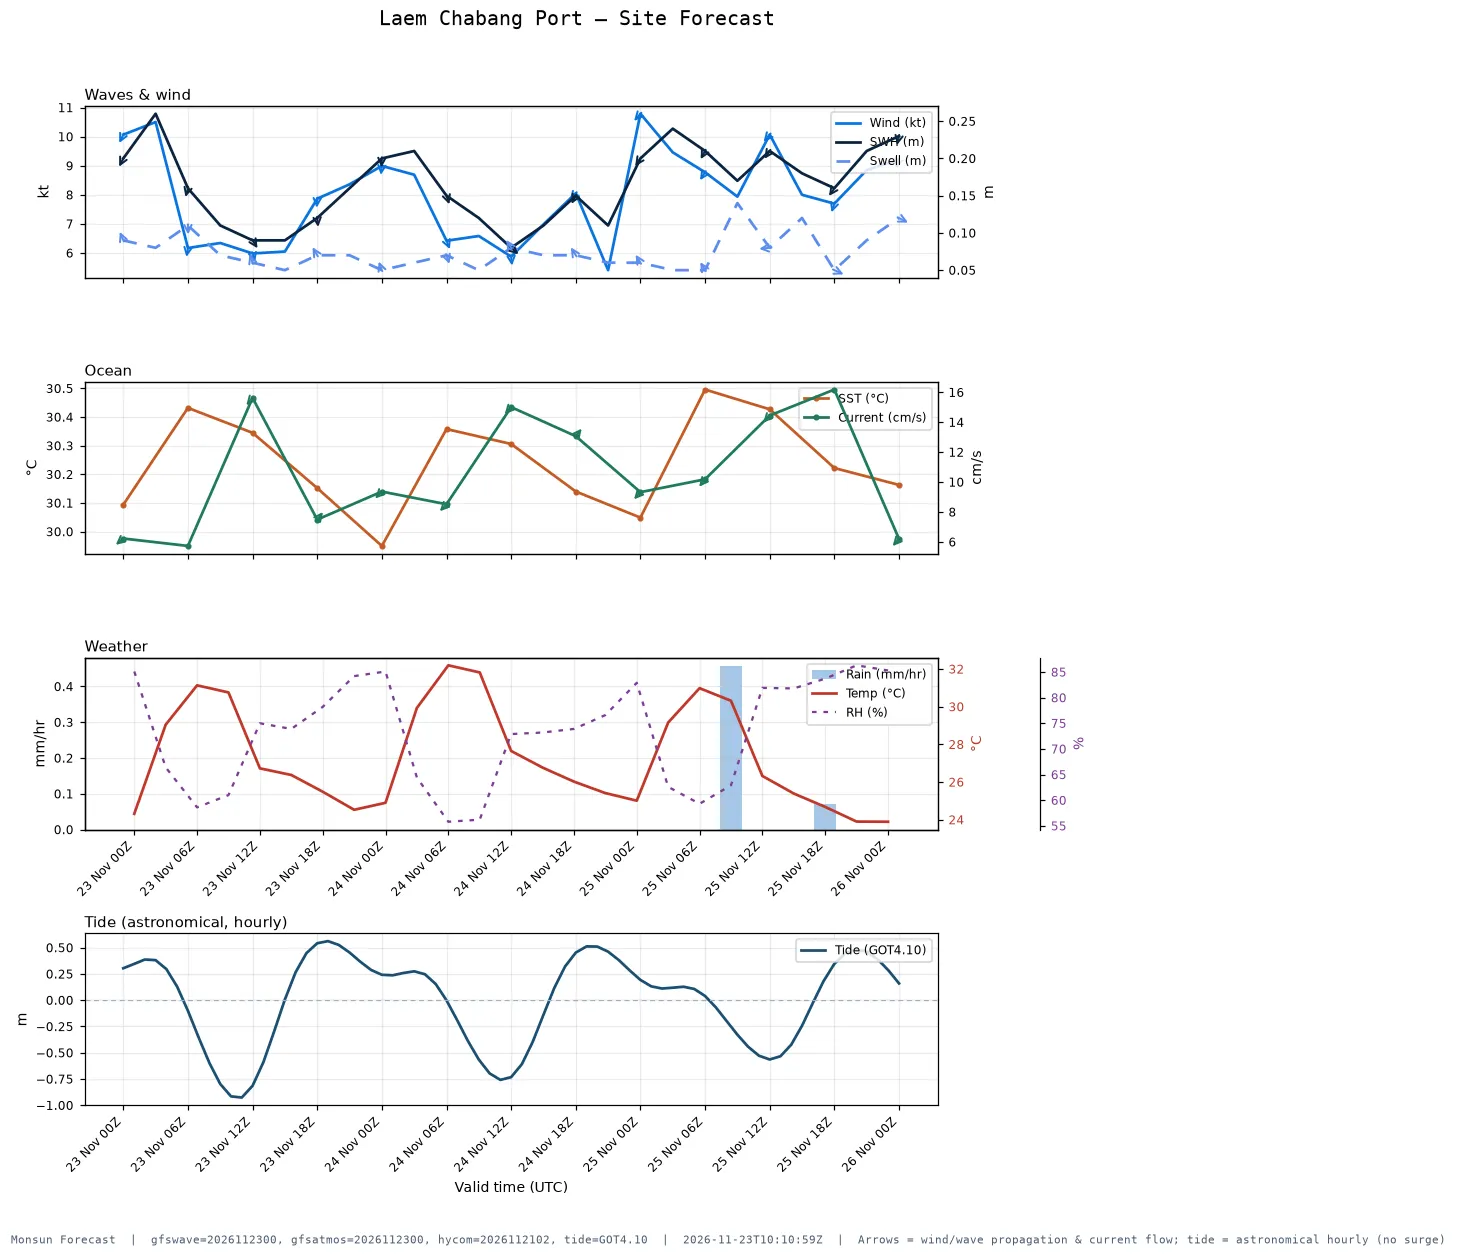 Laem Chabang Port — Site Forecast
Waves & wind
11
10
9
8
7
6
kt
Wind (kt)
SWH (m)
Swell (m)
0.25
0.20
0.15
0.10
0.05
m
Ocean
30.5
30.4
30.3
30.2
30.1
30.0
°C
SST (°C)
Current (cm/s)
16
14
12
10
8
6
cm/s
Weather
0.4
0.3
0.2
0.1
0.0
mm/hr
Rain (mm/hr)
Temp (°C)
RH (%)
32
30
28
26
24
°C
85
80
75
70
65
60
55
%
23 Nov 00Z
23 Nov 06Z
23 Nov 12Z
23 Nov 18Z
24 Nov 00Z
24 Nov 06Z
24 Nov 12Z
24 Nov 18Z
25 Nov 00Z
25 Nov 06Z
25 Nov 12Z
25 Nov 18Z
26 Nov 00Z
Tide (astronomical, hourly)
0.50
0.25
0.00
−0.25
−0.50
−0.75
−1.00
m
Tide (GOT4.10)
23 Nov 00Z
23 Nov 06Z
23 Nov 12Z
23 Nov 18Z
24 Nov 00Z
24 Nov 06Z
24 Nov 12Z
24 Nov 18Z
25 Nov 00Z
25 Nov 06Z
25 Nov 12Z
25 Nov 18Z
26 Nov 00Z
Valid time (UTC)
Monsun Forecast | gfswave=2026112300, gfsatmos=2026112300, hycom=2026112102, tide=GOT4.10 | 2026-11-23T10:10:59Z | Arrows = wind/wave propagation & current flow; tide = astronomical hourly (no surge)